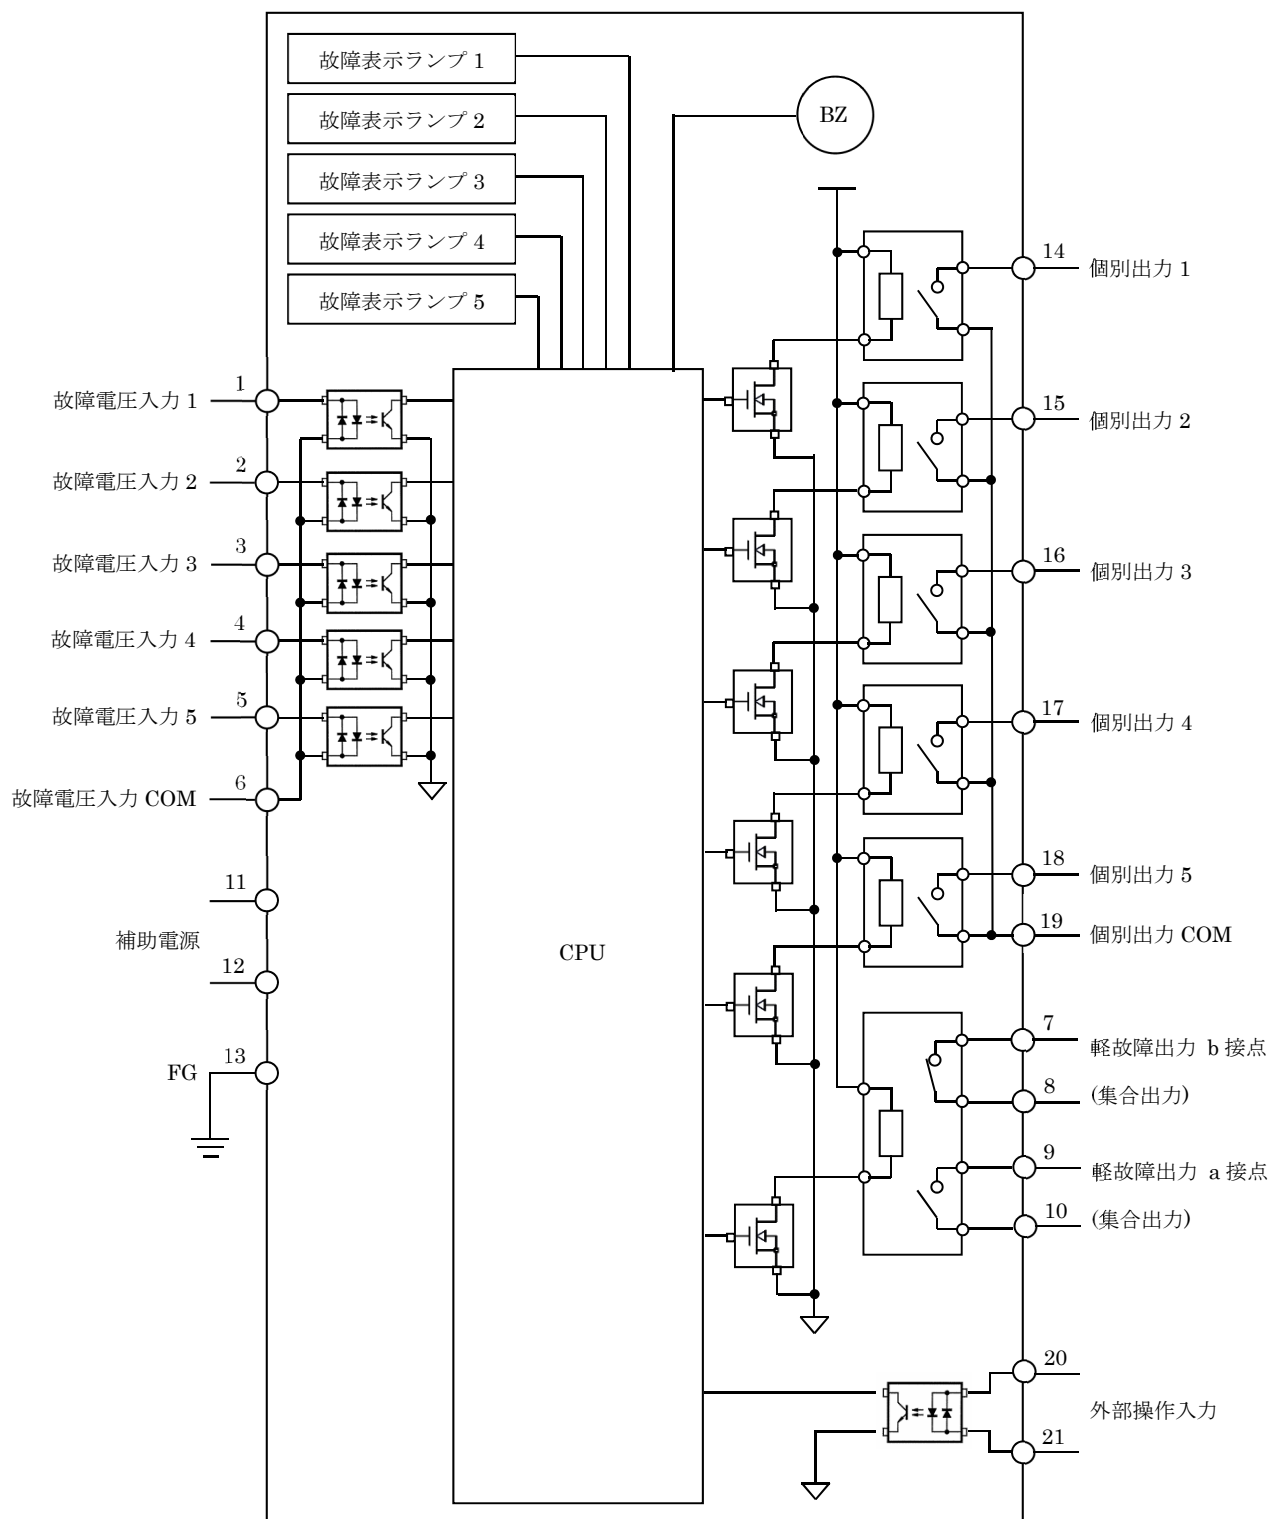 故障表示ランプ 1
故障表示ランプ 2
故障表示ランプ 3
故障表示ランプ 4
故障表示ランプ 5
BZ
故障電圧入力 1
1
故障電圧入力 2
2
故障電圧入力 3
3
故障電圧入力 4
4
故障電圧入力 5
5
故障電圧入力 COM
6
11
補助電源
12
FG
13
CPU
14
個別出力 1
15
個別出力 2
16
個別出力 3
17
個別出力 4
18
個別出力 5
19
個別出力 COM
7
軽故障出力 b 接点
8
(集合出力)
9
軽故障出力 a 接点
10
(集合出力)
20
外部操作入力
21